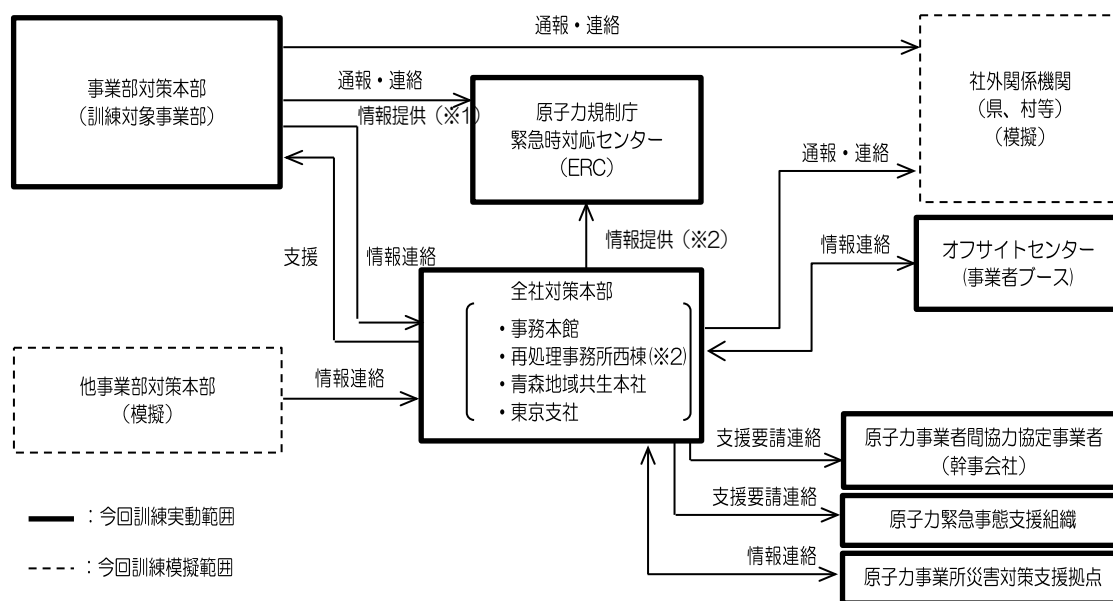 通報・連絡
事業部対策本部
（訓練対象事業部）
社外関係機関
（県、村等）
（模擬）
通報・連絡
情報提供（※1）
原子力規制庁
緊急時対応センター
（ERC）
通報・連絡
支援
情報連絡
情報提供（※2）
情報連絡
オフサイトセンター
(事業者ブース)
全社対策本部
・事務本館
・再処理事務所西棟(※2)
・青森地域共生本社
・東京支社
他事業部対策本部
（模擬）
情報連絡
支援要請連絡
原子力事業者間協力協定事業者
（幹事会社）
支援要請連絡
原子力緊急事態支援組織
情報連絡
原子力事業所災害対策支援拠点
：今回訓練実動範囲
：今回訓練模擬範囲